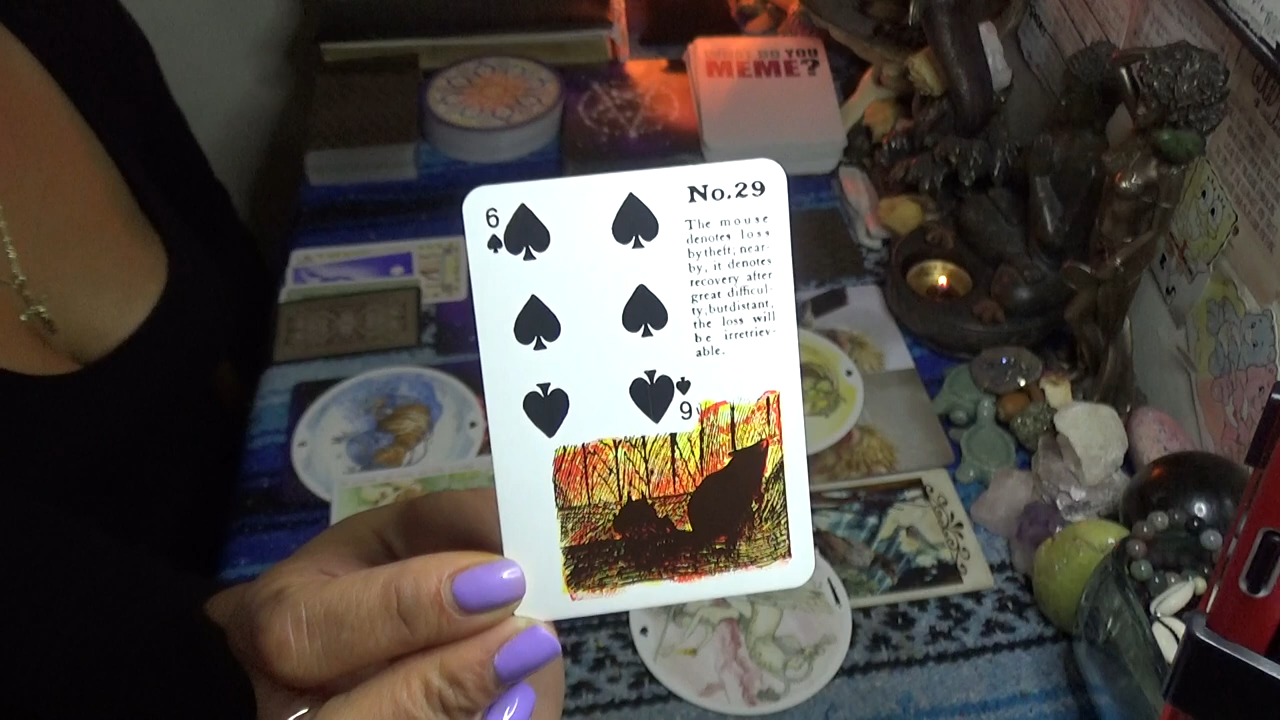 WHAT DO YOU
MEME?
No.29
6
The mouse
denotes loss
by theft; near-
by, it denotes
recovery after
great difficul-
ty, but distant,
the loss will
be irretriev-
able.
6